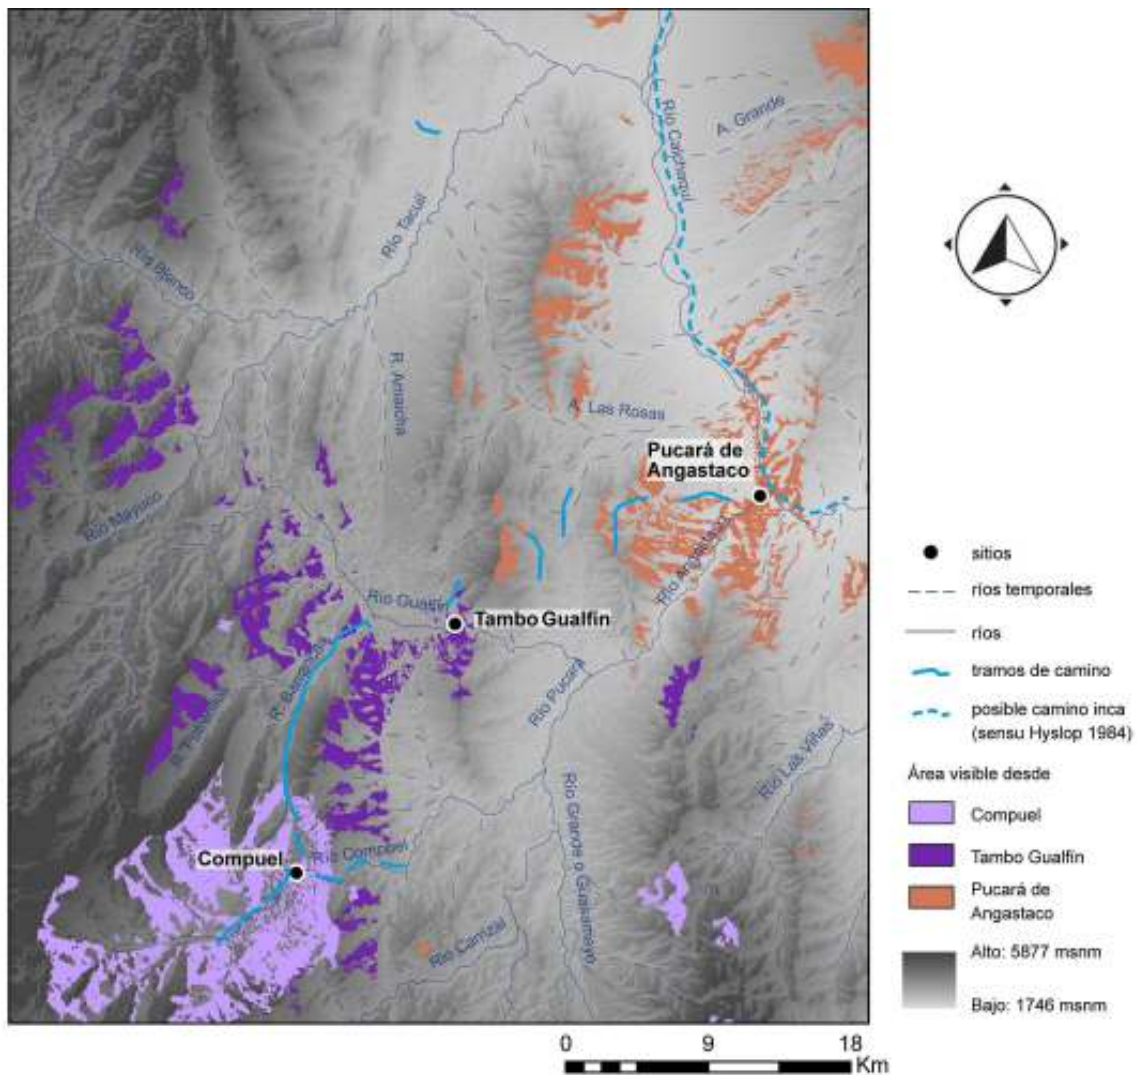 Río Calchaquí
A. Grande
Río Tacuil
Río Blanco
R. Amaicha
A. Las Rosas
Pucará de
Angastaco
Río Mayuco
Río Angastaco
Río Gualfín
Tambo Gualfin
R. Barrancas
Río Pucará
Río Las Viñas
Compuel
Río Compuel
Río Grande o Guasamayo
Río Carrizal
sitios
ríos temporales
ríos
tramos de camino
posible camino inca
(sensu Hyslop 1984)
Área visible desde
Compuel
Tambo Gualfin
Pucará de
Angastaco
Alto: 5877 msnm
Bajo: 1746 msnm
0 9 18
Km